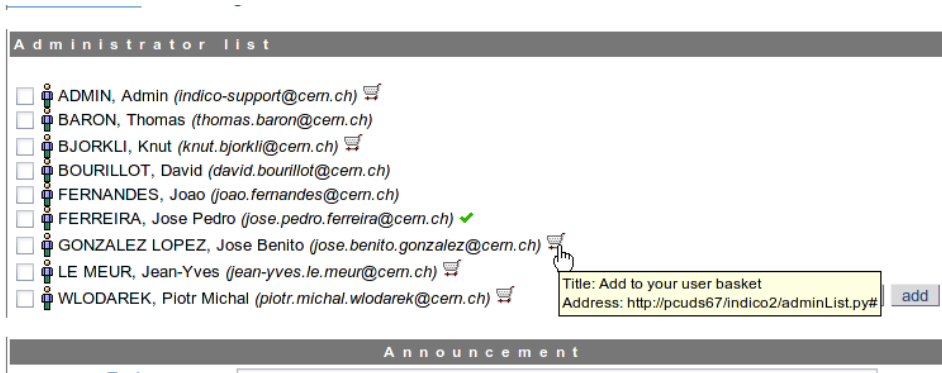 Administrator list
ADMIN, Admin (indico-support@cern.ch)
BARON, Thomas (thomas.baron@cern.ch)
BJORKLI, Knut (knut.bjorkli@cern.ch)
BOURILLOT, David (david.bourillot@cern.ch)
FERNANDES, Joao (joao.fernandes@cern.ch)
FERREIRA, Jose Pedro (jose.pedro.ferreira@cern.ch)
GONZALEZ LOPEZ, Jose Benito (jose.benito.gonzalez@cern.ch)
LE MEUR, Jean-Yves (jean-yves.le.meur@cern.ch)
Title: Add to your user basket
WLODAREK, Piotr Michal (piotr.michal.wlodarek@cern.ch)
Address: http://pcuds67/indico2/adminList.py#
add
Announcement